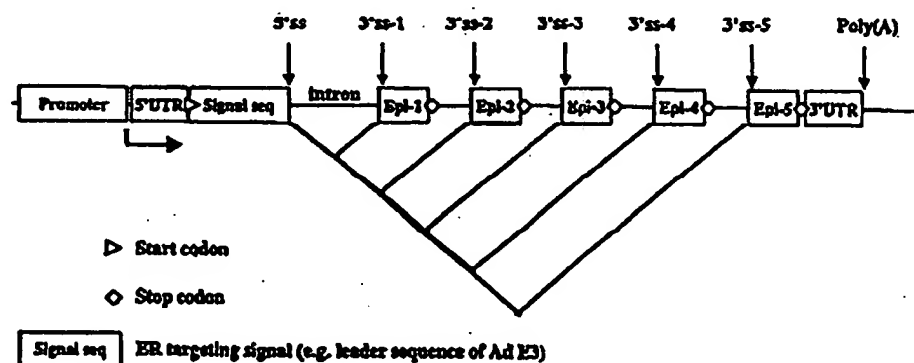 5'ss 3'ss-1 3'ss-2 3'ss-3 3'ss-4 3'ss-5 Poly(A)
Promoter 5'UTR Signal seq intron Epi-1 Epi-2 Epi-3 Epi-4 Epi-5 3'UTR
Start codon
Stop codon
Signal seq ER targeting signal (e.g. leader sequence of Ad E3)